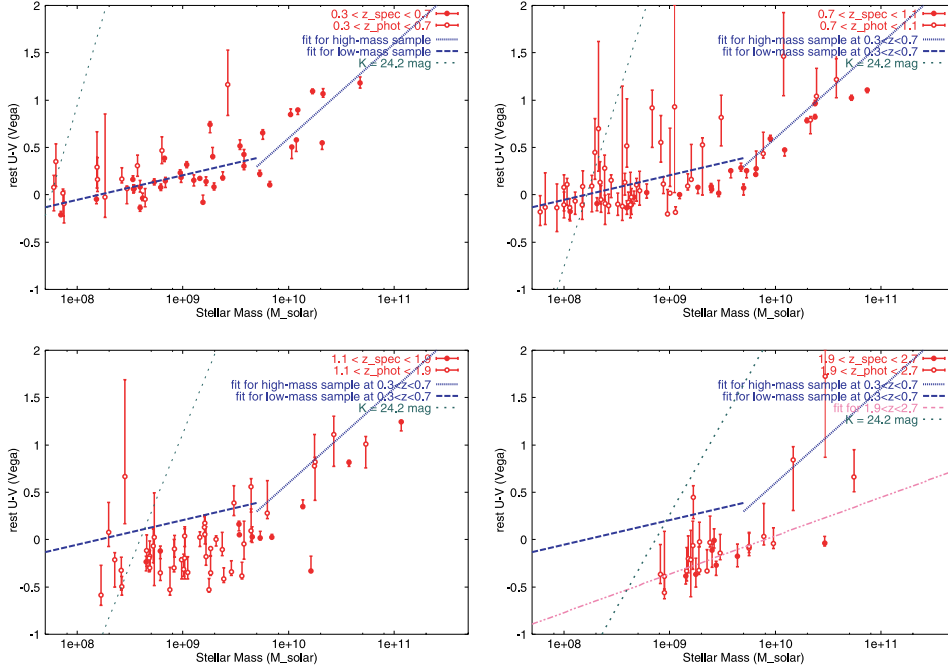 0.3 < z_spec < 0.7
0.3 < z_phot < 0.7
fit for high-mass sample
fit for low-mass sample
K = 24.2 mag
2
1.5
1
0.5
0
-0.5
-1
rest U-V (Vega)
1e+08
1e+09
1e+10
1e+11
Stellar Mass (M_solar)
0.7 < z_spec < 1.1
0.7 < z_phot < 1.1
fit for high-mass sample at 0.3<z<0.7
fit for low-mass sample at 0.3<z<0.7
K = 24.2 mag
2
1.5
1
0.5
0
-0.5
-1
rest U-V (Vega)
1e+08
1e+09
1e+10
1e+11
Stellar Mass (M_solar)
1.1 < z_spec < 1.9
1.1 < z_phot < 1.9
fit for high-mass sample at 0.3<z<0.7
fit for low-mass sample at 0.3<z<0.7
K = 24.2 mag
2
1.5
1
0.5
0
-0.5
-1
rest U-V (Vega)
1e+08
1e+09
1e+10
1e+11
Stellar Mass (M_solar)
1.9 < z_spec < 2.7
1.9 < z_phot < 2.7
fit for high-mass sample at 0.3<z<0.7
fit for low-mass sample at 0.3<z<0.7
fit for 1.9<z<2.7
K = 24.2 mag
2
1.5
1
0.5
0
-0.5
-1
rest U-V (Vega)
1e+08
1e+09
1e+10
1e+11
Stellar Mass (M_solar)